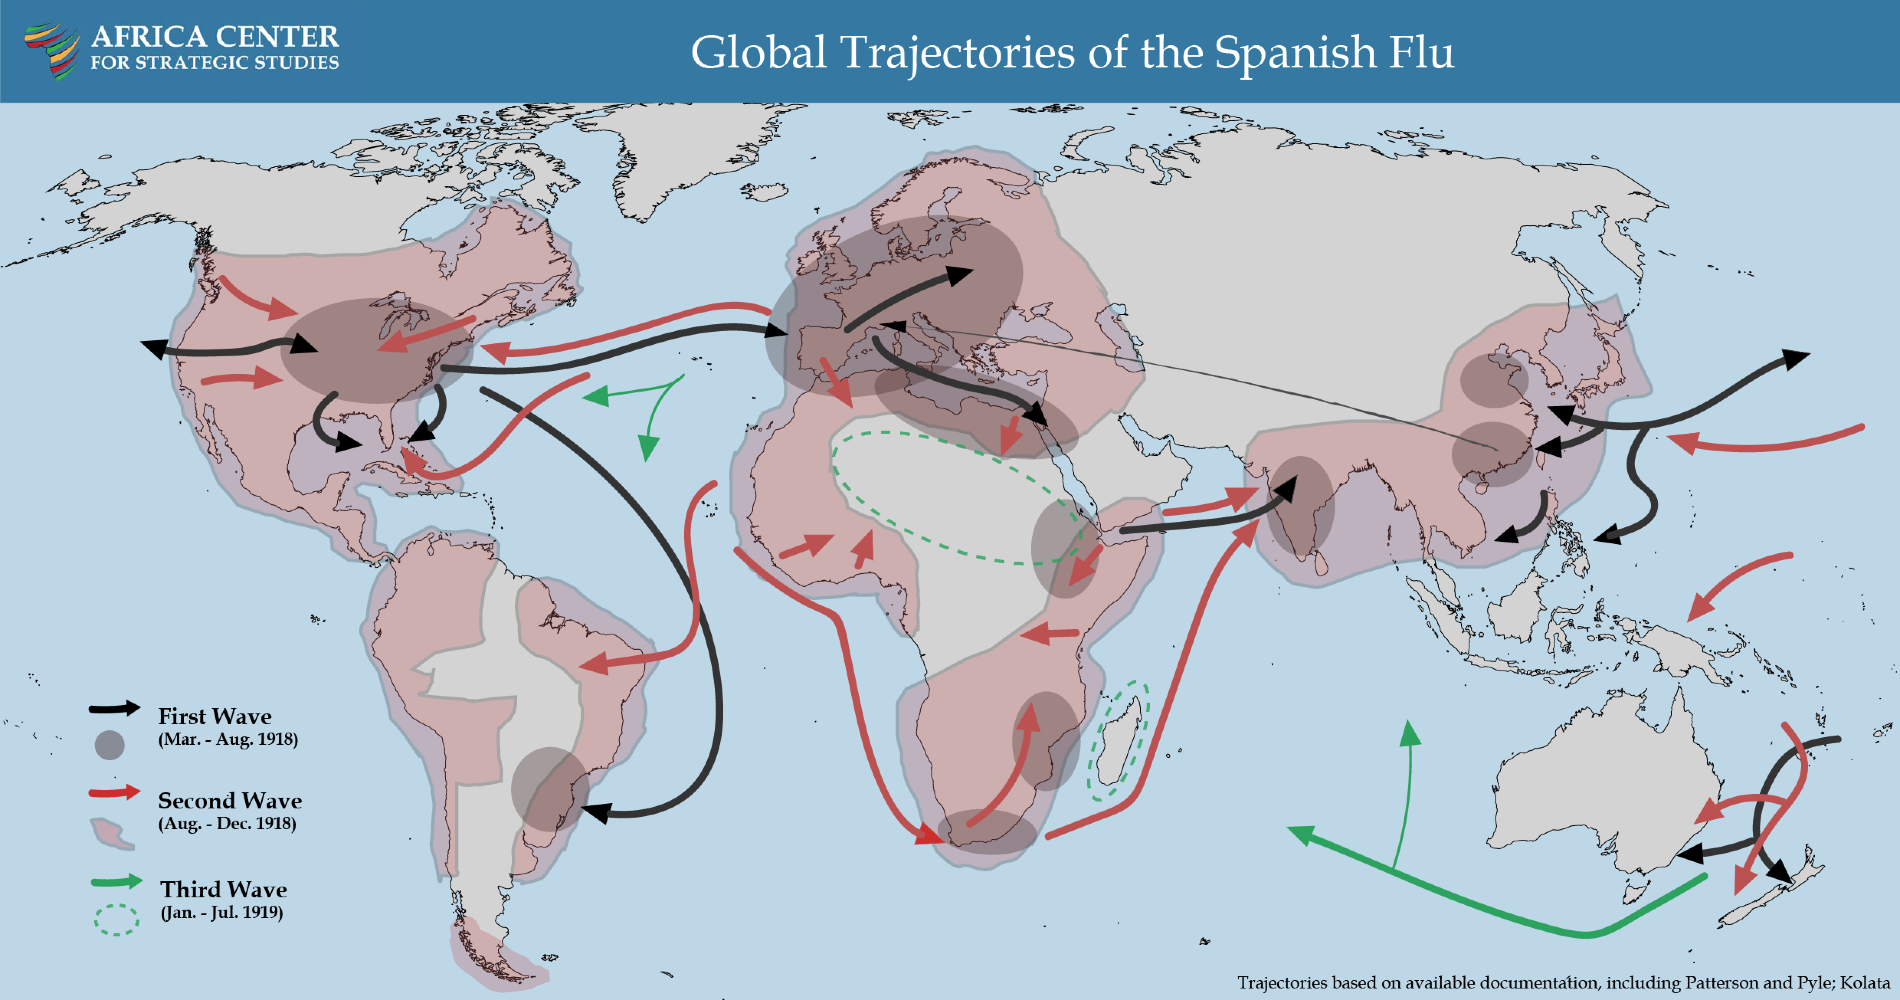 AFRICA CENTER
FOR STRATEGIC STUDIES
Global Trajectories of the Spanish Flu
First Wave
(Mar. - Aug. 1918)
Second Wave
(Aug. - Dec. 1918)
Third Wave
(Jan. - Jul. 1919)
Trajectories based on available documentation, including Patterson and Pyle; Kolata